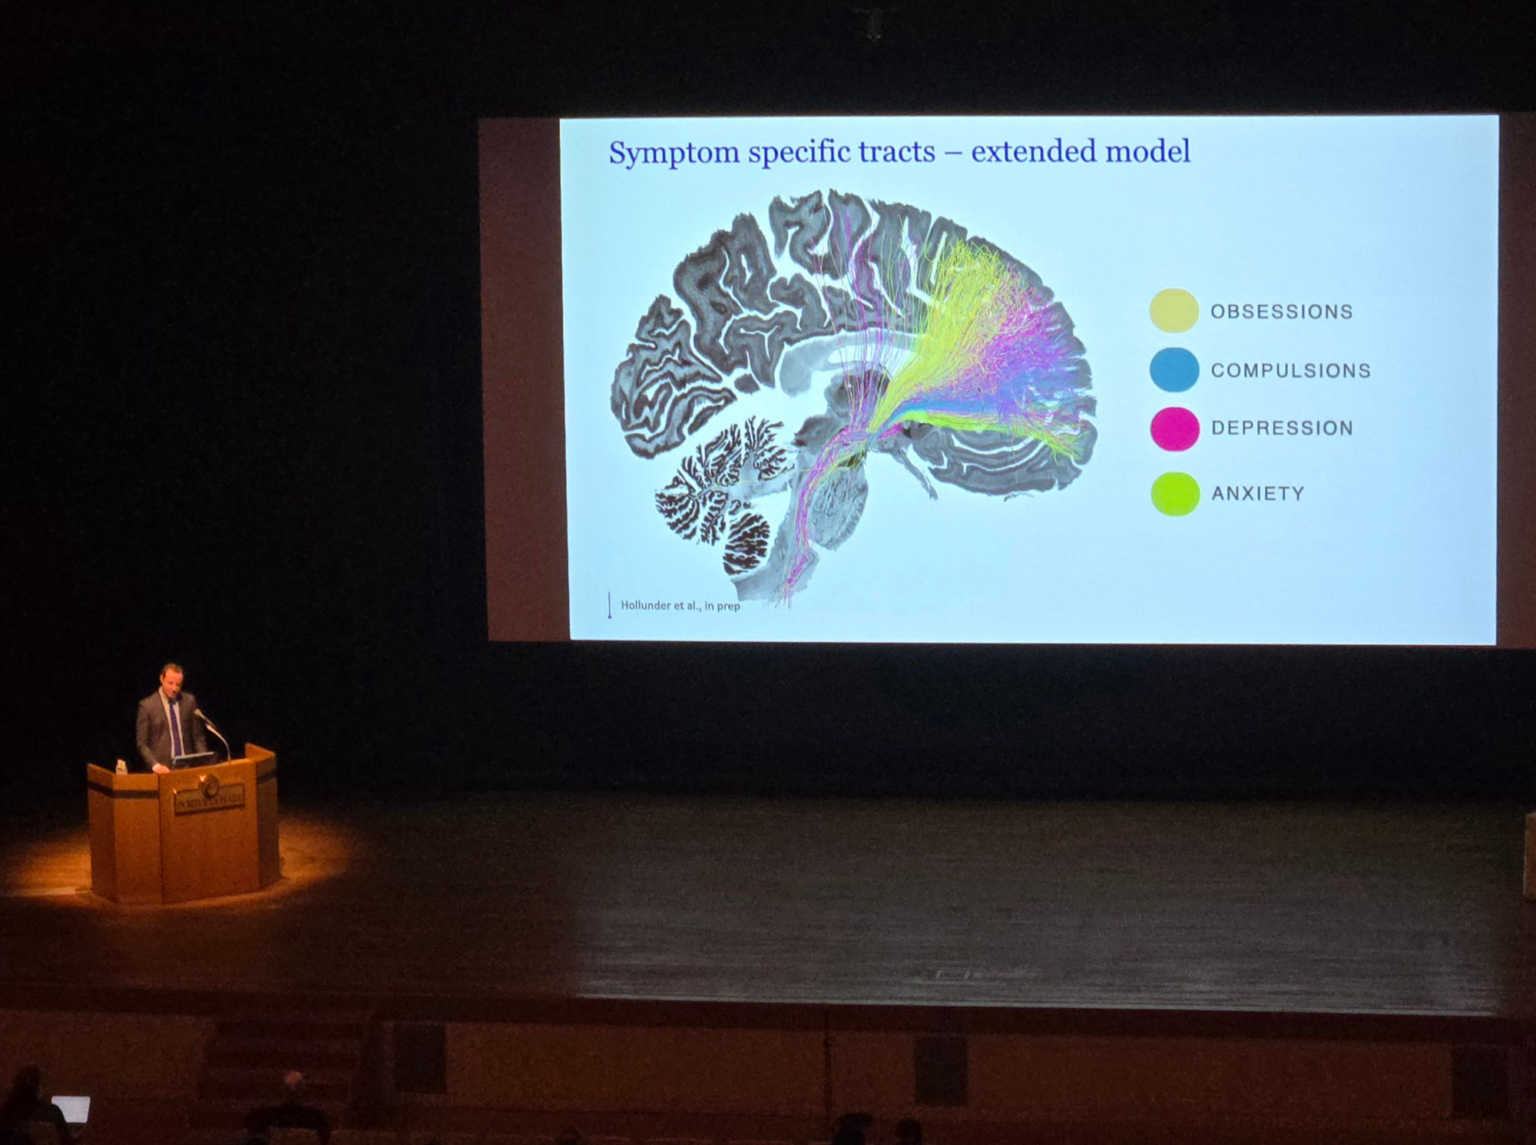 Symptom specific tracts – extended model
OBSESSIONS
COMPULSIONS
DEPRESSION
ANXIETY
Hollunder et al., in prep